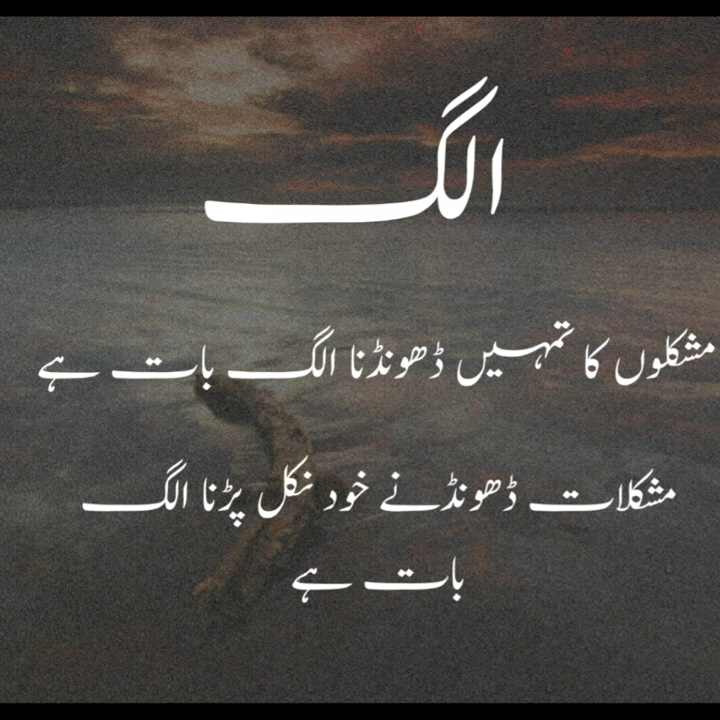 الگ
مشکلوں کا تمہیں ڈھونڈنا الگ بات ہے
مشکلات ڈھونڈنے خود نکل پڑنا الگ
بات ہے